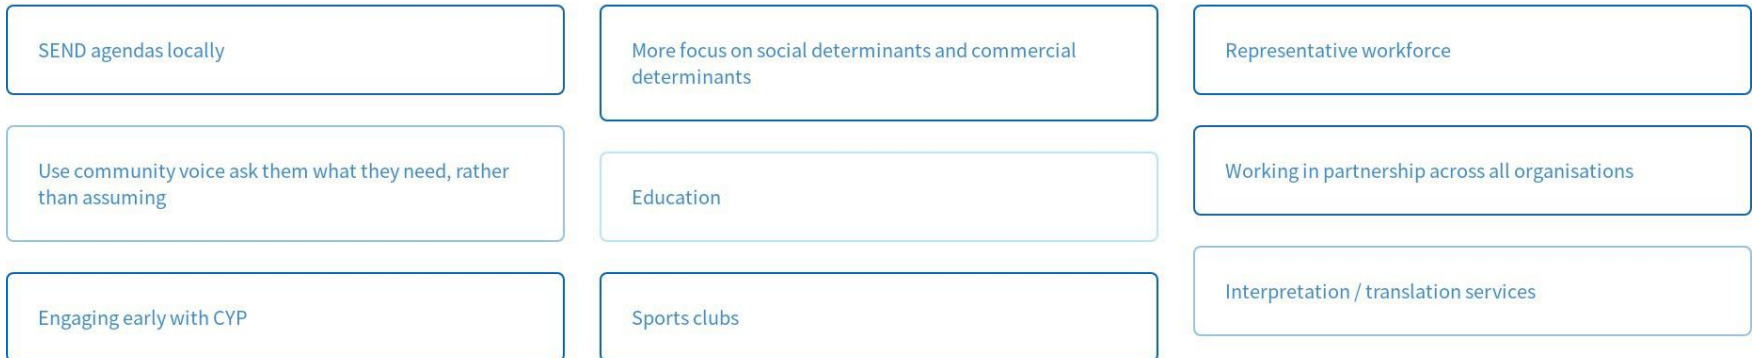 SEND agendas locally
Use community voice ask them what they need, rather
than assuming
Engaging early with CYP
More focus on social determinants and commercial
determinants
Education
Sports clubs
Representative workforce
Working in partnership across all organisations
Interpretation / translation services